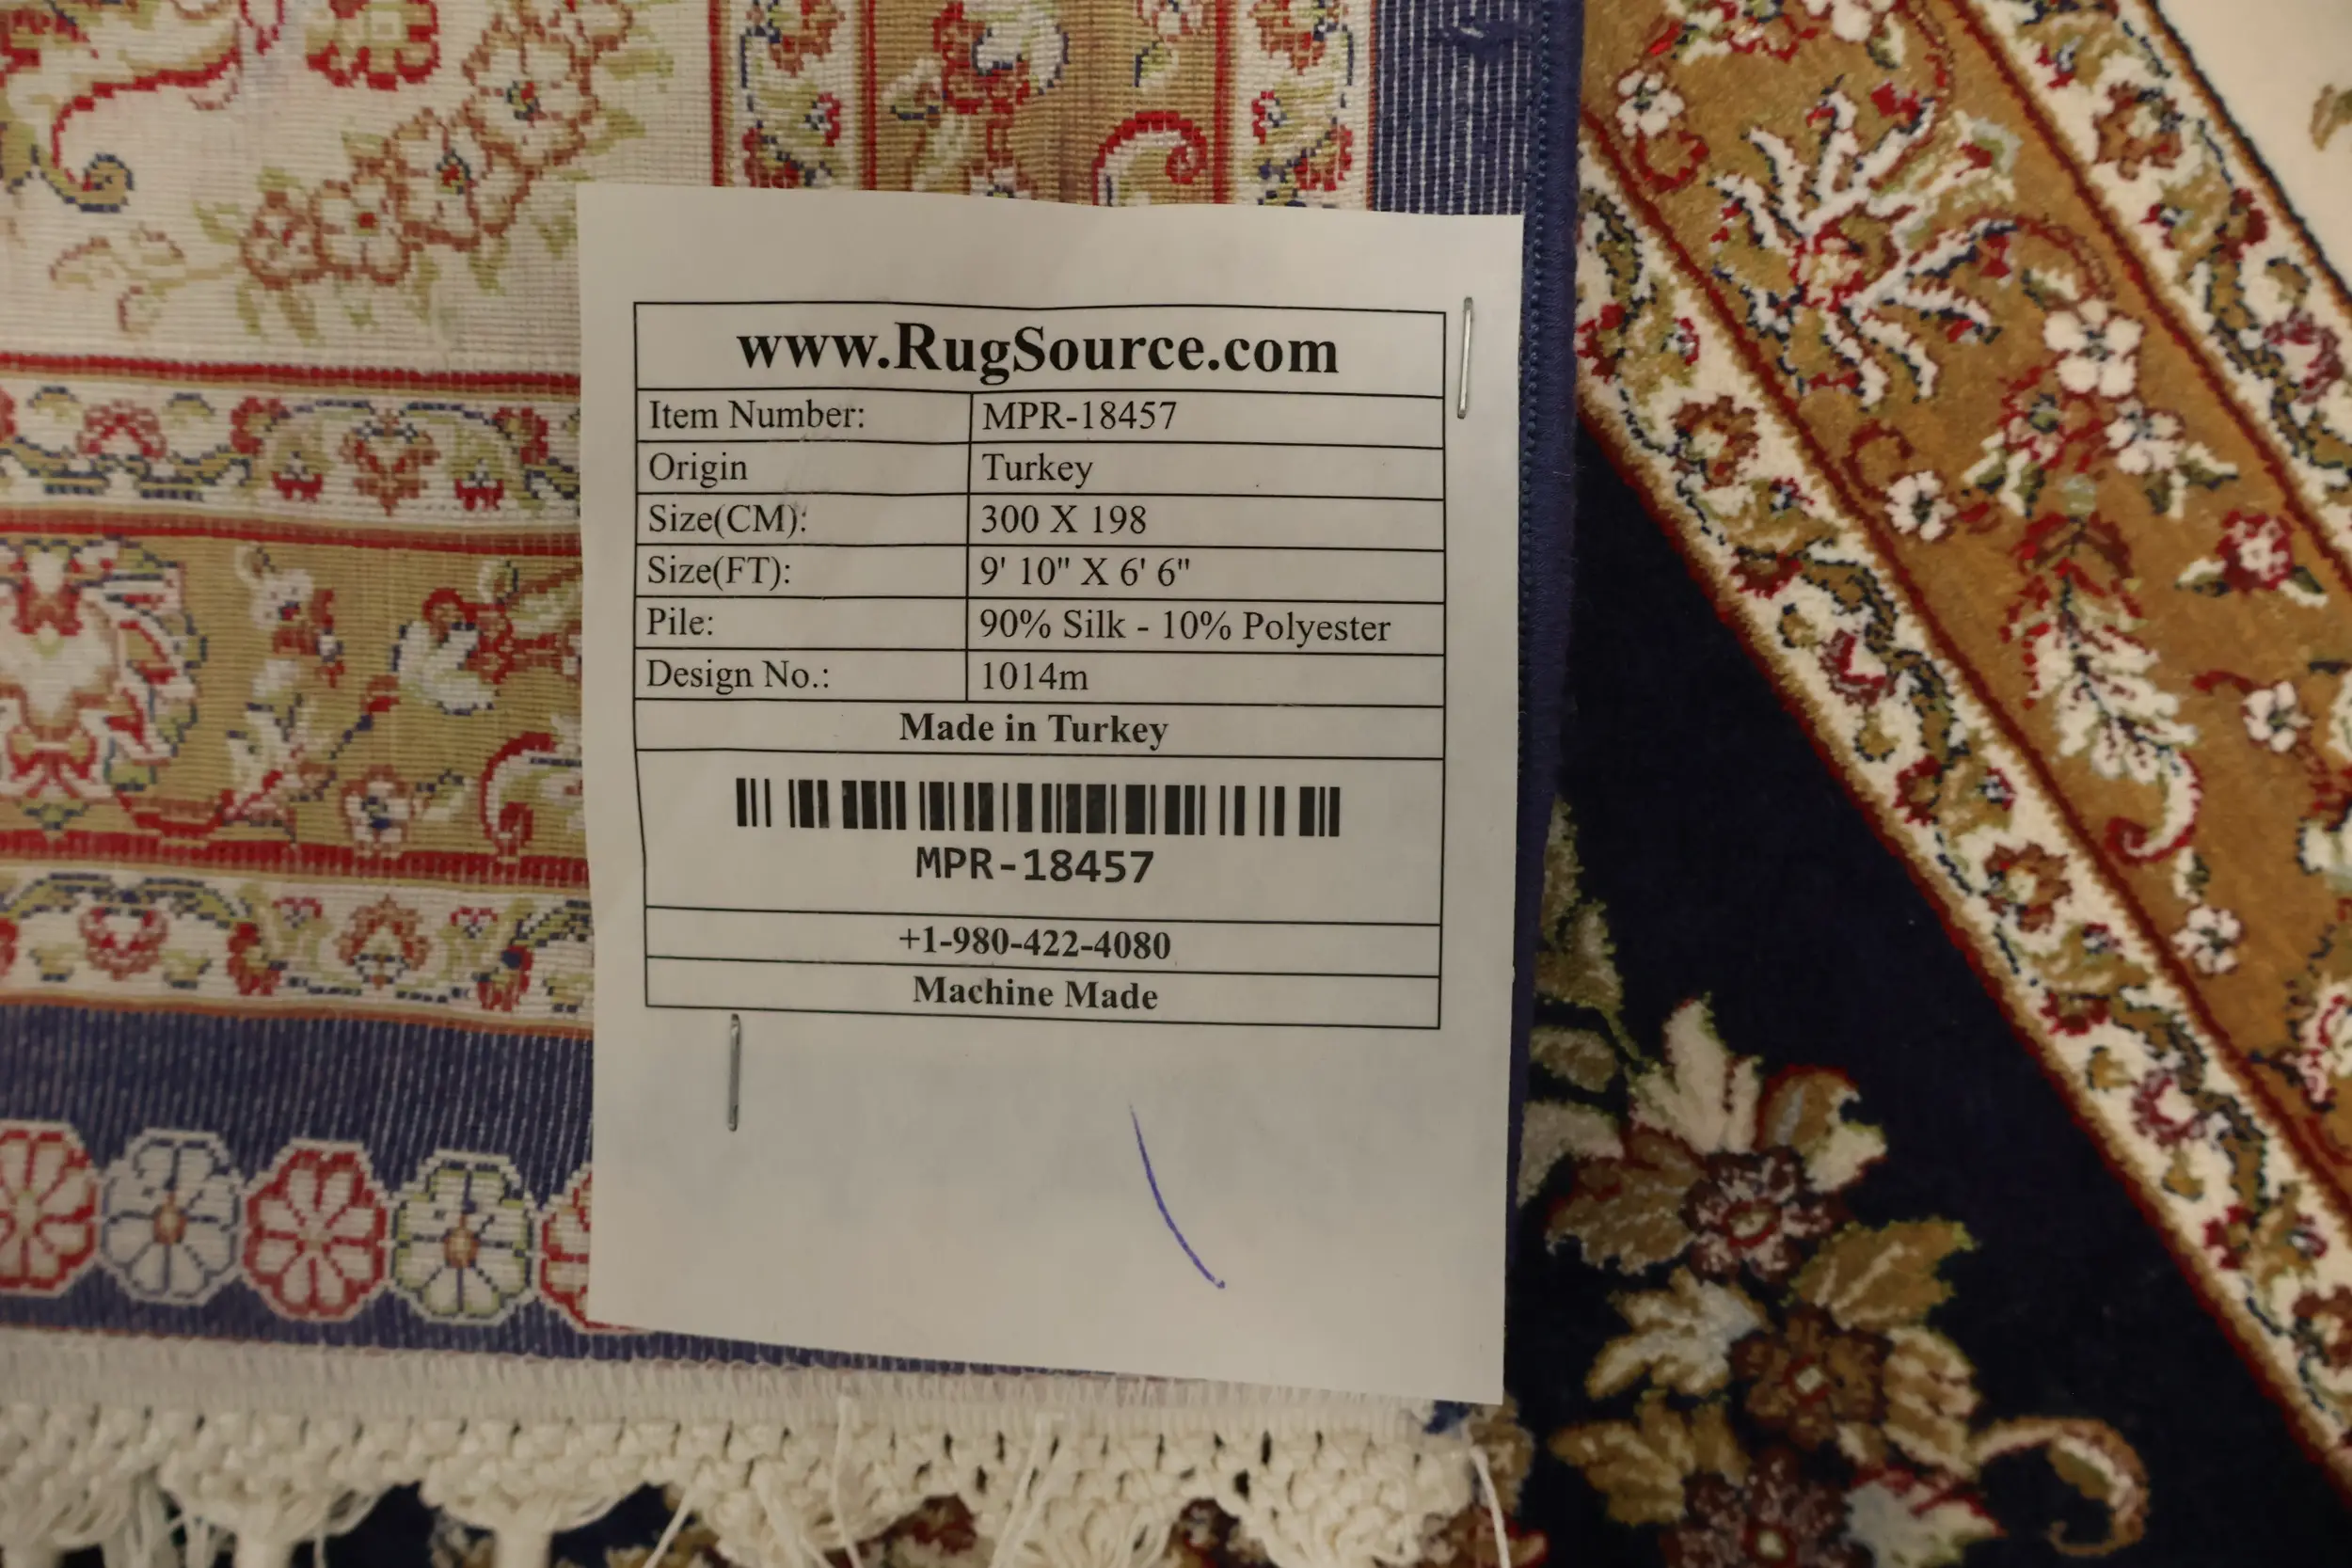 www.RugSource.com
Item Number: MPR-18457
Origin Turkey
Size(CM): 300 X 198
Size(FT): 9' 10" X 6' 6"
Pile: 90% Silk - 10% Polyester
Design No.: 1014m
Made in Turkey
MPR-18457
+1-980-422-4080
Machine Made